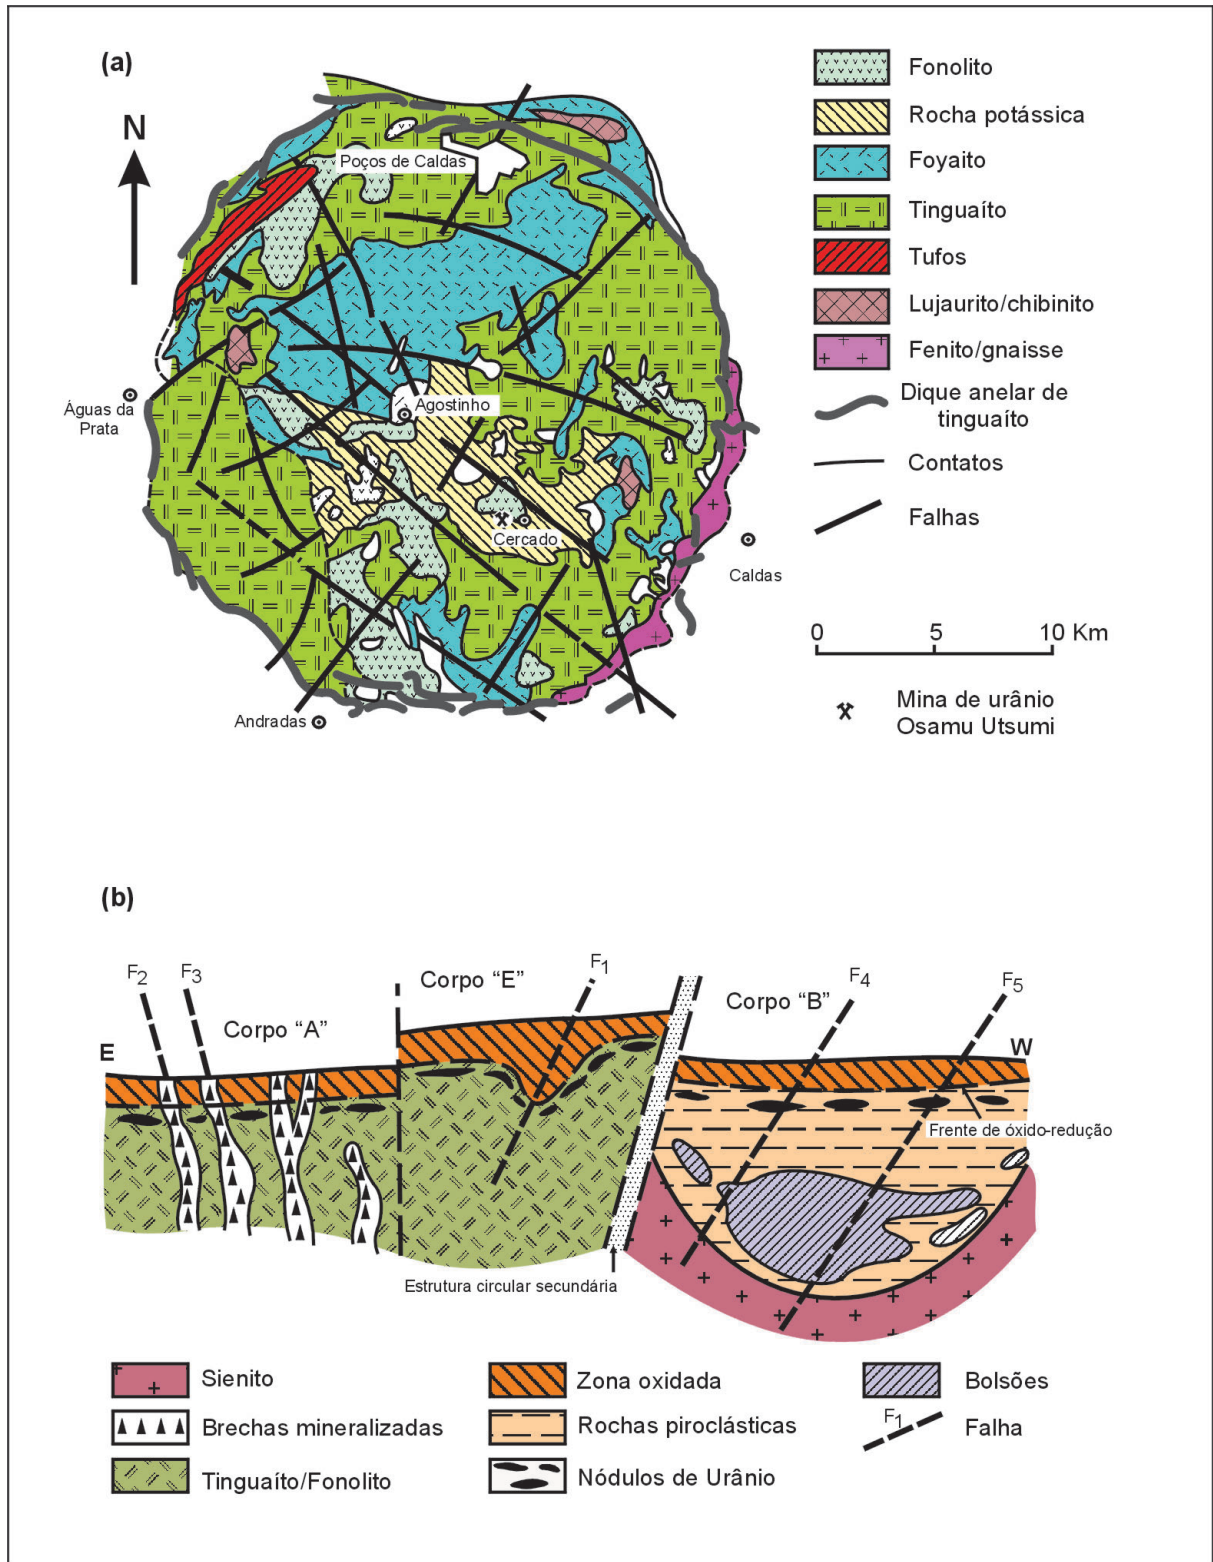 (a)
N
Poços de Caldas
Águas da
Prata
Agostinho
Cercado
Caldas
Andradas
Fonolito
Rocha potássica
Foyaito
Tinguaíto
Tufos
Lujaurito/chibinito
Fenito/gnaisse
Dique anelar de
tinguaíto
Contatos
Falhas
0 5 10 Km
Mina de urânio
Osamu Utsumi
(b)
F2 F3 Corpo “E” F1 F4 F5
Corpo “A” Corpo “B”
E W
Frente de óxido-redução
Estrutura circular secundária
Sienito
Brechas mineralizadas
Tinguaíto/Fonolito
Zona oxidada
Rochas piroclásticas
Nódulos de Urânio
Bolsões
F1 Falha